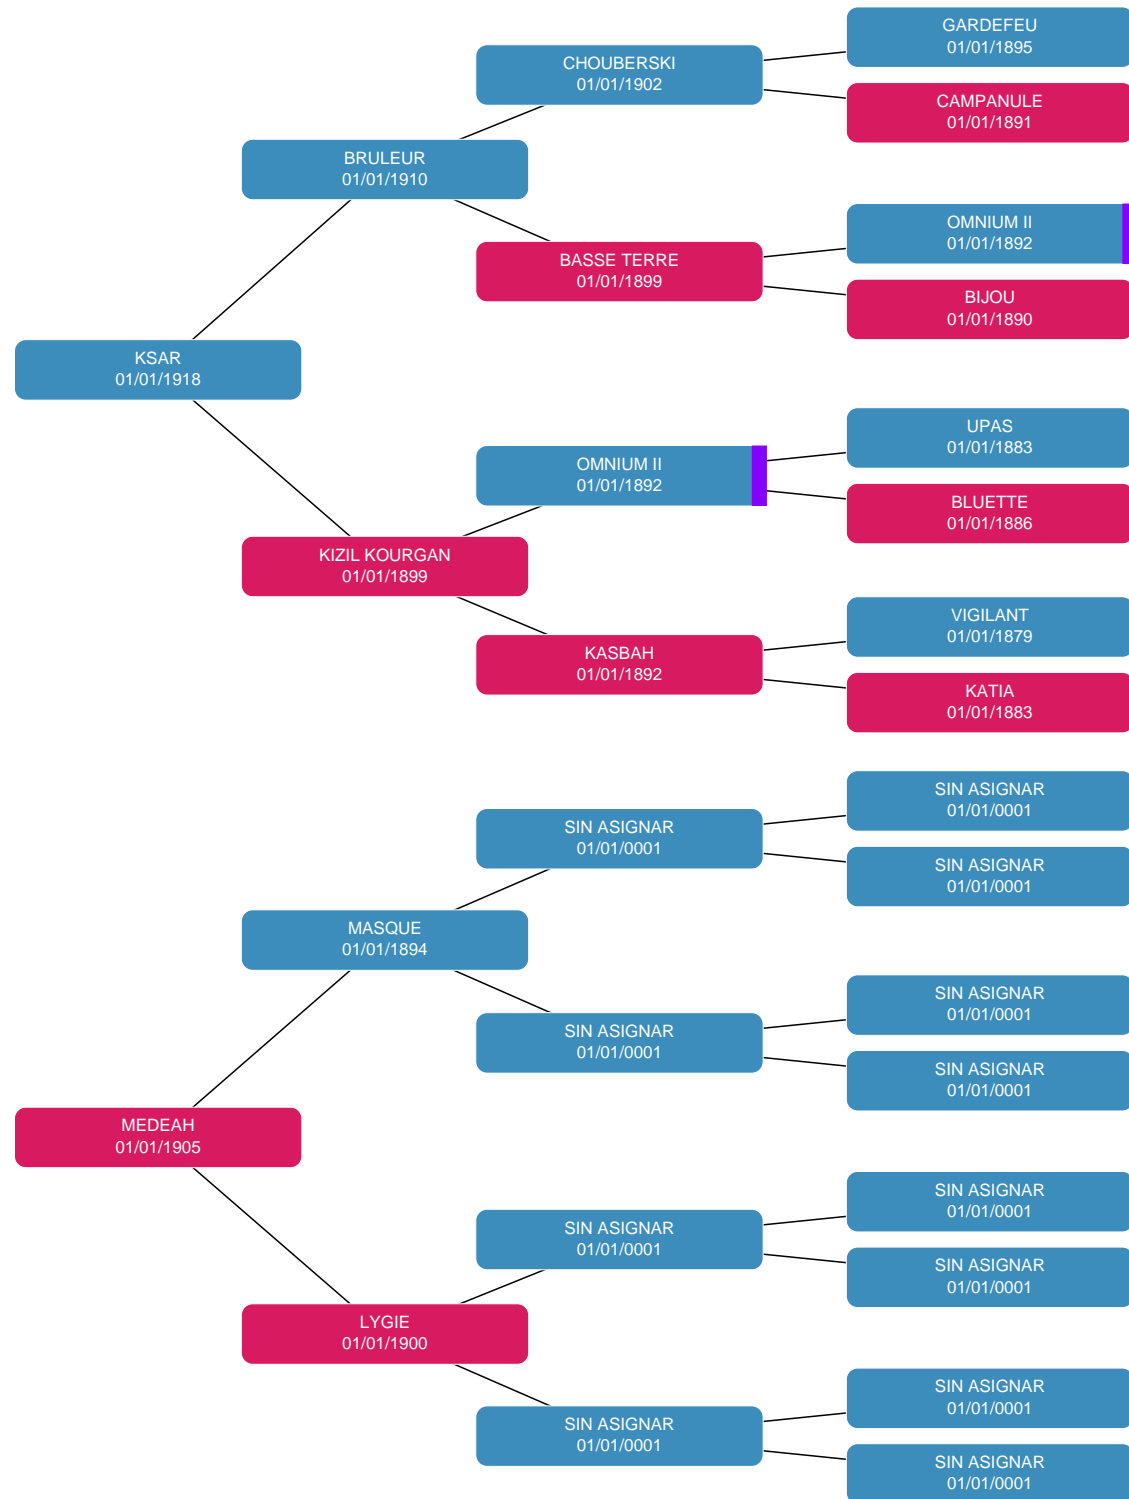 GARDEFEU
01/01/1895
CHOUBERSKI
01/01/1902
CAMPANULE
01/01/1891
BRULEUR
01/01/1910
OMNIUM II
01/01/1892
BASSE TERRE
01/01/1899
BIJOU
01/01/1890
KSAR
01/01/1918
UPAS
01/01/1883
OMNIUM II
01/01/1892
BLUETTE
01/01/1886
KIZIL KOURGAN
01/01/1899
VIGILANT
01/01/1879
KASBAH
01/01/1892
KATIA
01/01/1883
SIN ASIGNAR
01/01/0001
SIN ASIGNAR
01/01/0001
SIN ASIGNAR
01/01/0001
MASQUE
01/01/1894
SIN ASIGNAR
01/01/0001
SIN ASIGNAR
01/01/0001
SIN ASIGNAR
01/01/0001
MEDEAH
01/01/1905
SIN ASIGNAR
01/01/0001
SIN ASIGNAR
01/01/0001
SIN ASIGNAR
01/01/0001
LYGIE
01/01/1900
SIN ASIGNAR
01/01/0001
SIN ASIGNAR
01/01/0001
SIN ASIGNAR
01/01/0001